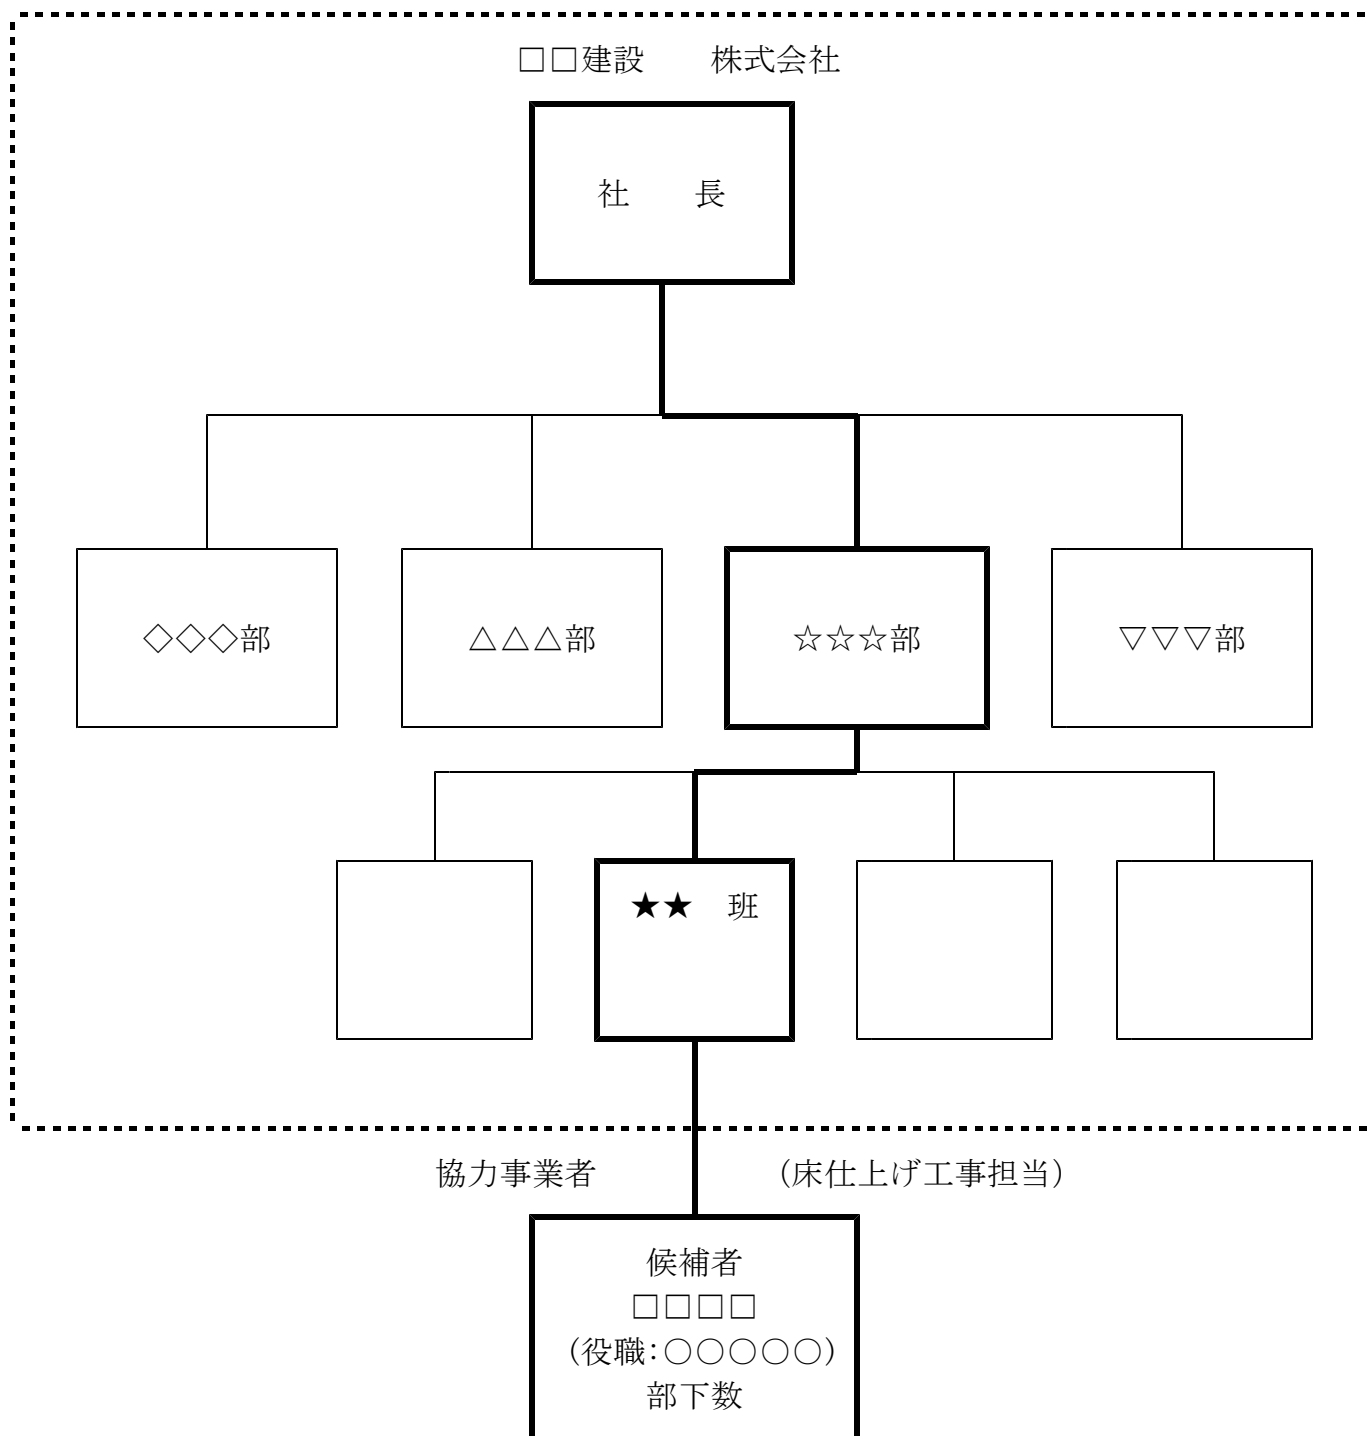 □□建設　　株式会社
社　　長
◇◇◇部
△△△部
☆☆☆部
▽▽▽部
★★　班
協力事業者
（床仕上げ工事担当）
候補者
□□□□
（役職：○○○○○）
部下数